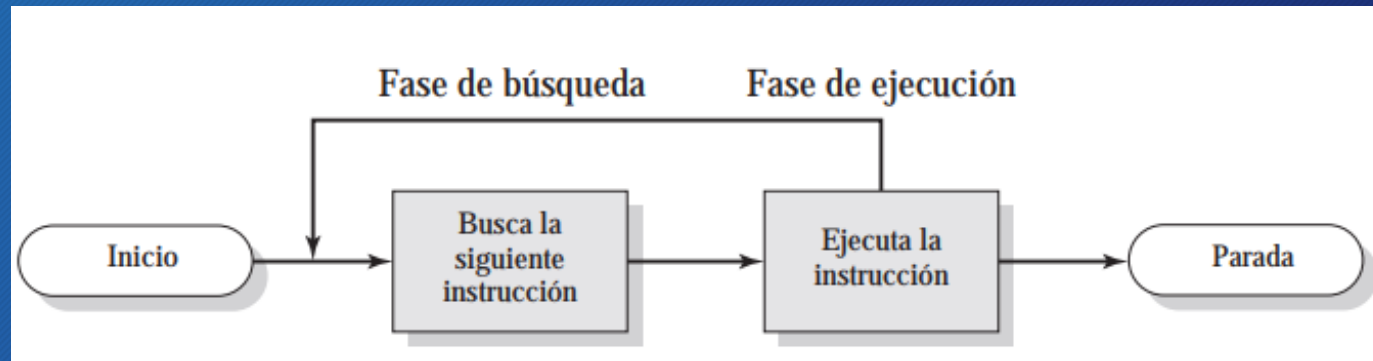 Fase de búsqueda
Fase de ejecución
Inicio
Busca la
siguiente
instrucción
Ejecuta la
instrucción
Parada